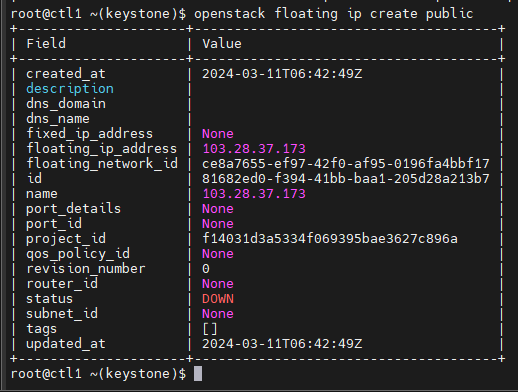 root@ctl1 ~(keystone)$ openstack floating ip create public
+---------------------+--------------------------------------+
| Field               | Value                                |
+---------------------+--------------------------------------+
| created_at          | 2024-03-11T06:42:49Z                 |
| description         |                                      |
| dns_domain          |                                      |
| dns_name            |                                      |
| fixed_ip_address    | None                                 |
| floating_ip_address | 103.28.37.173                        |
| floating_network_id | ce8a7655-ef97-42f0-af95-0196fa4bbf17 |
| id                  | 81682ed0-f394-41bb-baa1-205d28a213b7 |
| name                | 103.28.37.173                        |
| port_details        | None                                 |
| port_id             | None                                 |
| project_id          | f14031d3a5334f069395bae3627c896a     |
| qos_policy_id       | None                                 |
| revision_number     | 0                                    |
| router_id           | None                                 |
| status              | DOWN                                 |
| subnet_id           | None                                 |
| tags                | []                                   |
| updated_at          | 2024-03-11T06:42:49Z                 |
+---------------------+--------------------------------------+
root@ctl1 ~(keystone)$